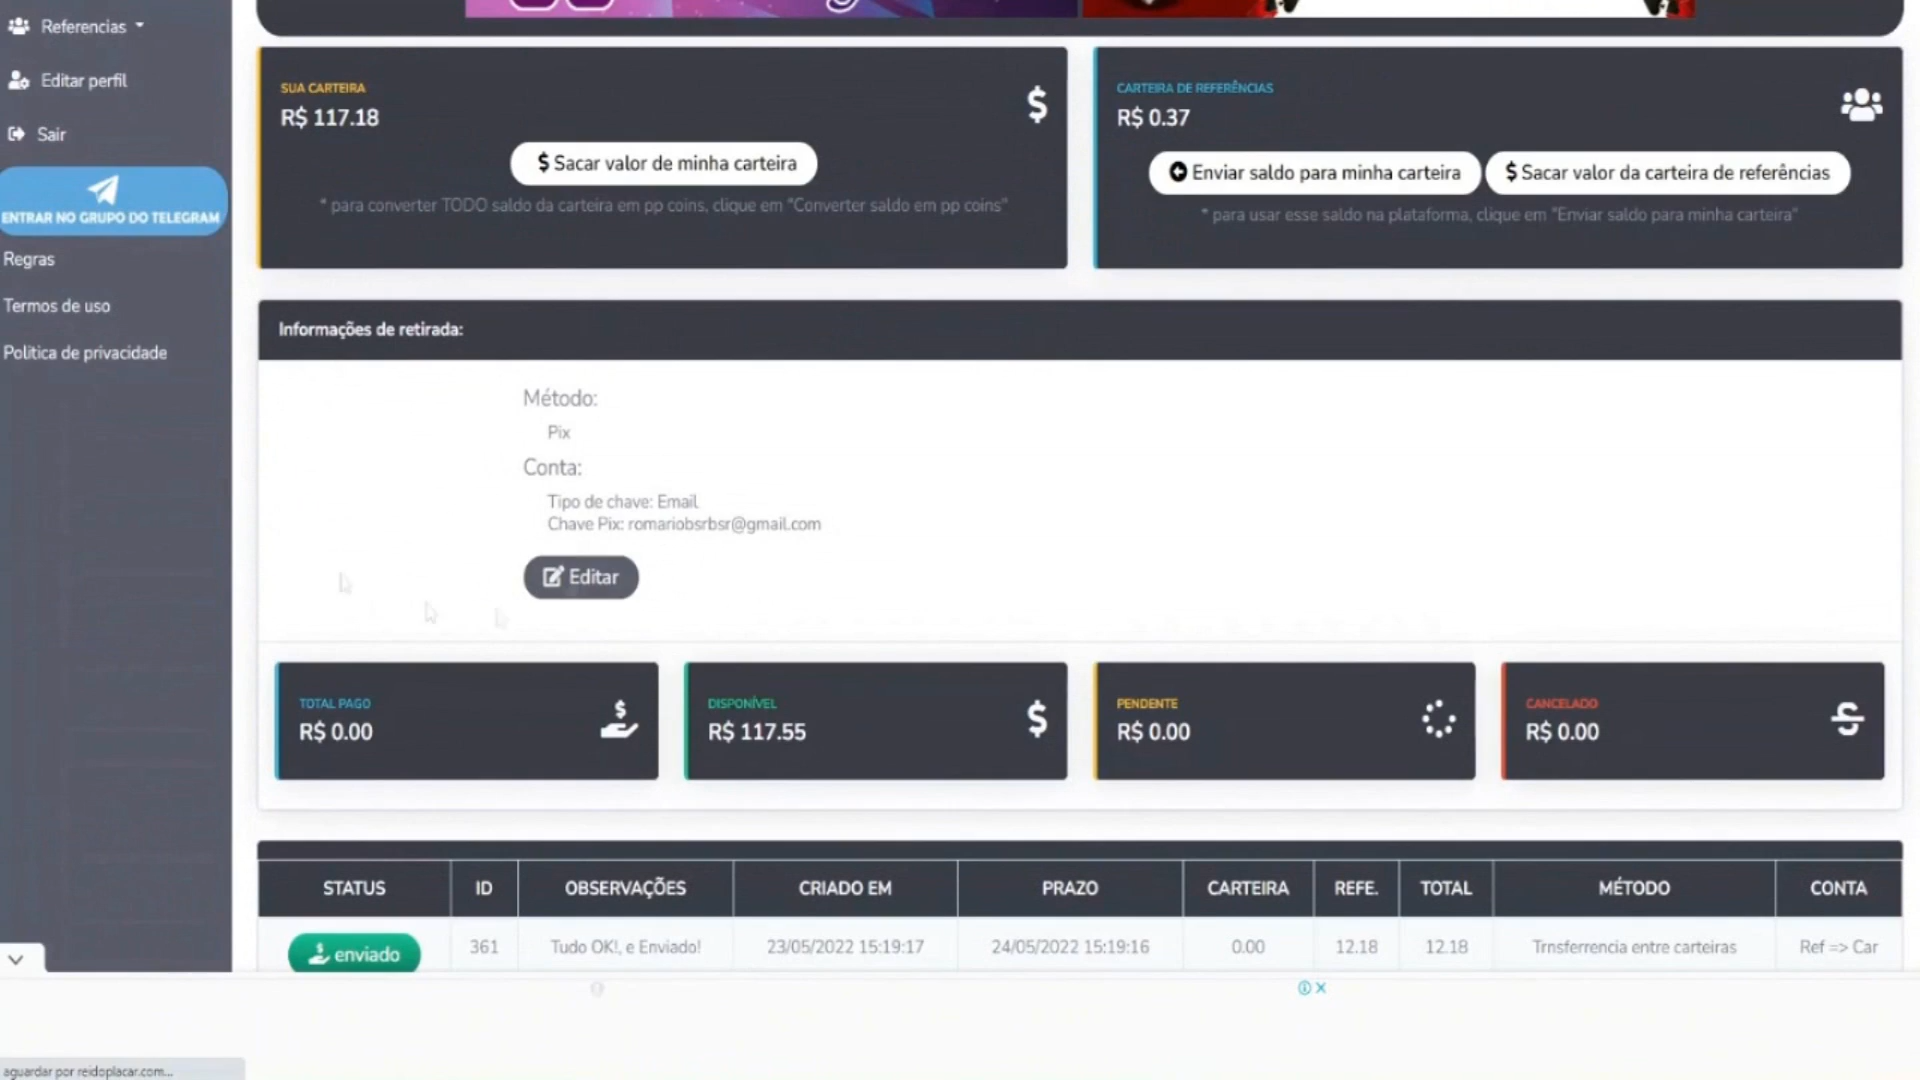 Referencias
Editar perfil
Sair
ENTRAR NO GRUPO DO TELEGRAM
Regras
Termos de uso
Politica de privacidade
SUA CARTEIRA
R$ 117.18
$ Sacar valor de minha carteira
* para converter TODO saldo da carteira em pp coins, clique em "Converter saldo em pp coins"
CARTEIRA DE REFERÊNCIAS
R$ 0.37
Enviar saldo para minha carteira
$ Sacar valor da carteira de referências
* para usar esse saldo na plataforma, clique em "Enviar saldo para minha carteira"
Informações de retirada:
Método:
Pix
Conta:
Tipo de chave: Email
Chave Pix: romariobsrbsr@gmail.com
Editar
TOTAL PAGO
R$ 0.00
DISPONÍVEL
R$ 117.55
PENDENTE
R$ 0.00
CANCELADO
R$ 0.00
STATUS ID OBSERVAÇÕES CRIADO EM PRAZO CARTEIRA REFE. TOTAL MÉTODO CONTA
enviado 361 Tudo OK!, e Enviado! 23/05/2022 15:19:17 24/05/2022 15:19:16 0.00 12.18 12.18 Trnsferrencia entre carteiras Ref => Car
aguardar por reidoplacar.com...